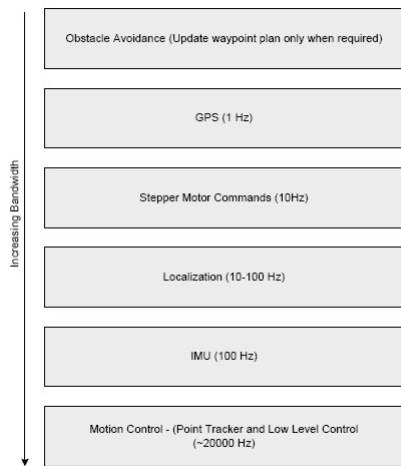 Obstacle Avoidance (Update waypoint plan only when required)
GPS (1 Hz)
Stepper Motor Commands (10Hz)
Localization (10-100 Hz)
IMU (100 Hz)
Motion Control - (Point Tracker and Low Level Control
(~20000 Hz)
Increasing Bandwidth